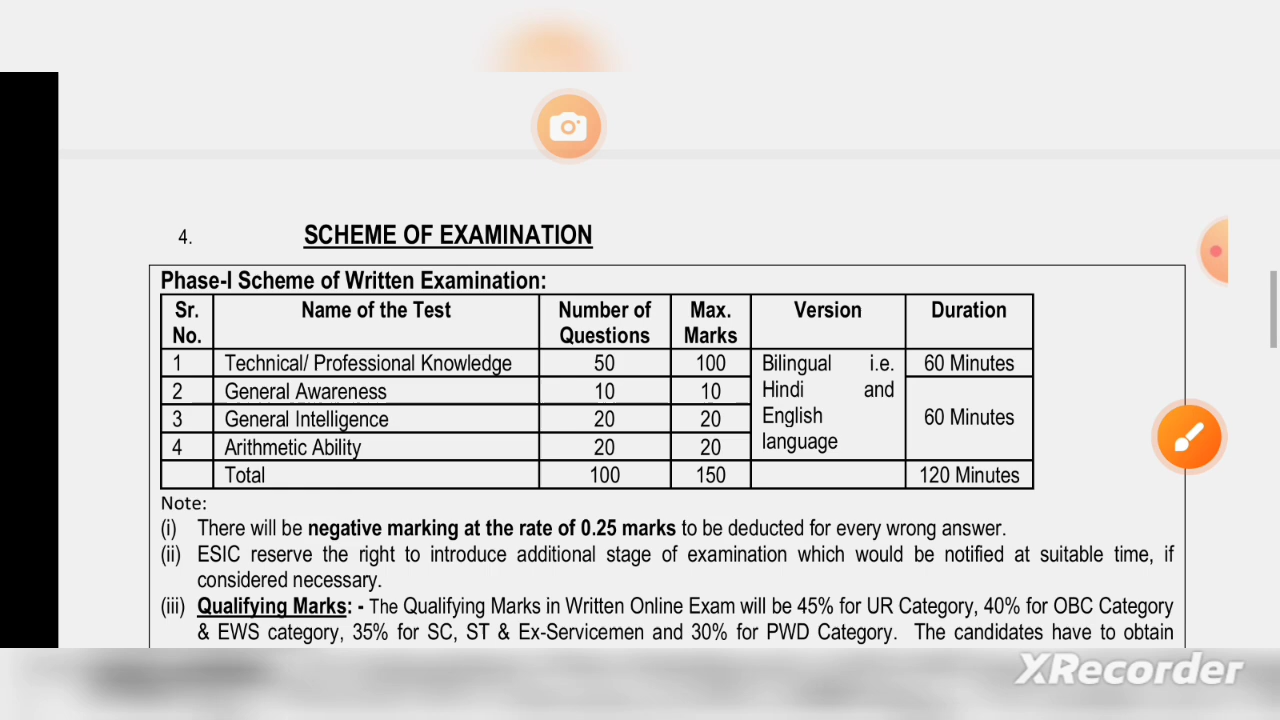 4. SCHEME OF EXAMINATION
Phase-I Scheme of Written Examination:
Sr. No. Name of the Test Number of Questions Max. Marks Version Duration
1 Technical/ Professional Knowledge 50 100 Bilingual i.e. Hindi and English language 60 Minutes
2 General Awareness 10 10 60 Minutes
3 General Intelligence 20 20
4 Arithmetic Ability 20 20
Total 100 150 120 Minutes
Note:
(i) There will be negative marking at the rate of 0.25 marks to be deducted for every wrong answer.
(ii) ESIC reserve the right to introduce additional stage of examination which would be notified at suitable time, if
considered necessary.
(iii) Qualifying Marks: - The Qualifying Marks in Written Online Exam will be 45% for UR Category, 40% for OBC Category
& EWS category, 35% for SC, ST & Ex-Servicemen and 30% for PWD Category. The candidates have to obtain
XRecorder